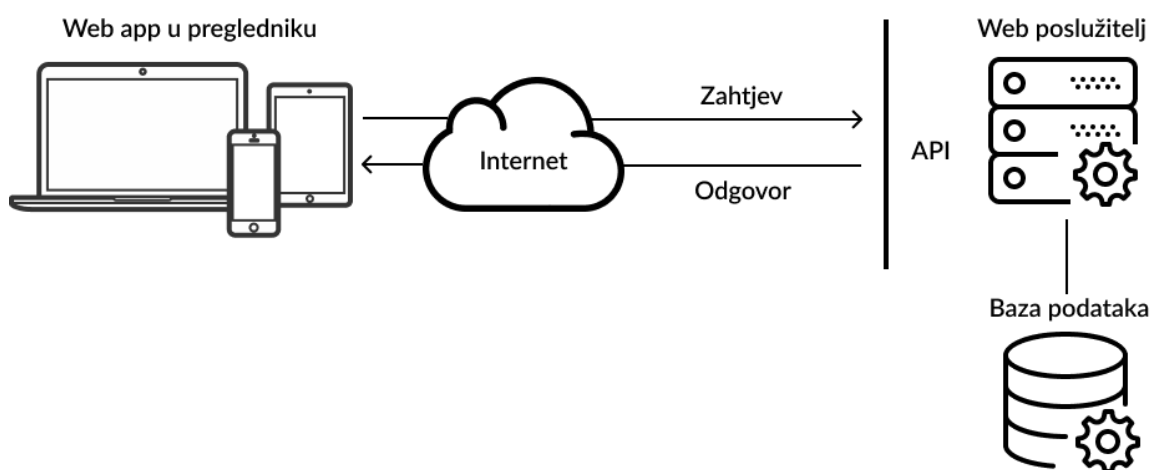 Web app u pregledniku
Web poslužitelj
Zahtjev
Internet
API
Odgovor
Baza podataka